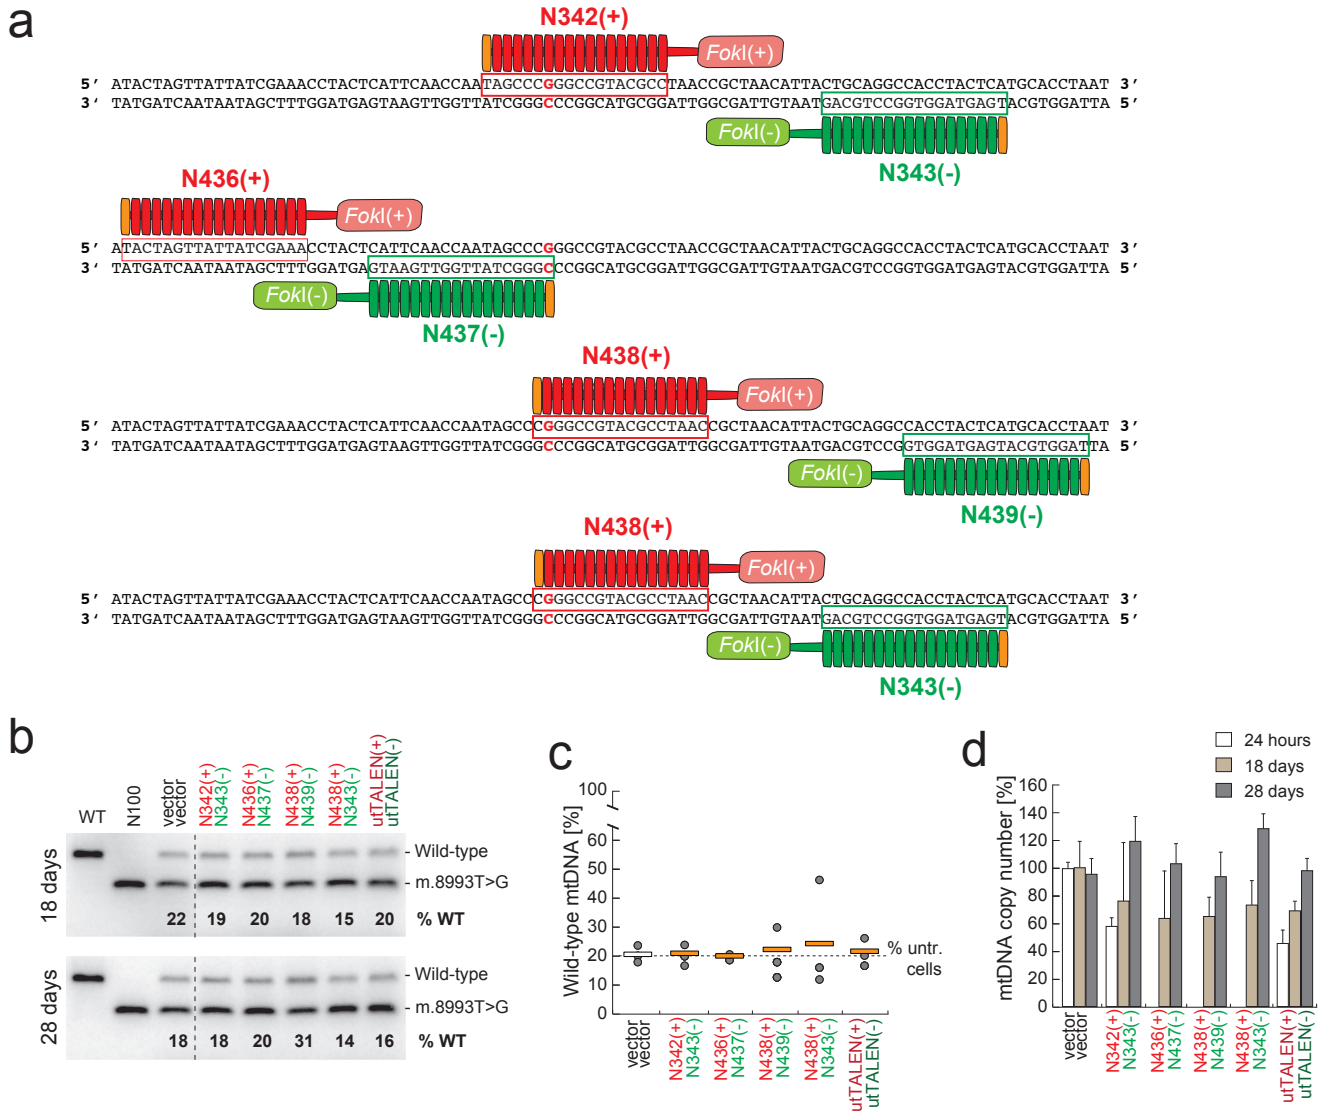 a
N342(+)
FokI(+)
5′ ATACTAGTTATTATCGAAACCTACTCATTCAACCAATAGCCCGGGCCGTACGCCTAACCGCTAACATTACTGCAGGCCACCTACTCATGCACCTAAT 3′
3′ TATGATCAATAATAGCTTTGGATGAGTAAGTTGGTTATCGGGCCCGGCATGCGGATTGGCGATTGTAATGACGTCCGGTGGATGAGTACGTGGATTA 5′
FokI(-)
N343(-)
N436(+)
FokI(+)
5′ ATACTAGTTATTATCGAAACCTACTCATTCAACCAATAGCCCGGGCCGTACGCCTAACCGCTAACATTACTGCAGGCCACCTACTCATGCACCTAAT 3′
3′ TATGATCAATAATAGCTTTGGATGAGTAAGTTGGTTATCGGGCCCGGCATGCGGATTGGCGATTGTAATGACGTCCGGTGGATGAGTACGTGGATTA 5′
FokI(-)
N437(-)
N438(+)
FokI(+)
5′ ATACTAGTTATTATCGAAACCTACTCATTCAACCAATAGCCCGGGCCGTACGCCTAACCGCTAACATTACTGCAGGCCACCTACTCATGCACCTAAT 3′
3′ TATGATCAATAATAGCTTTGGATGAGTAAGTTGGTTATCGGGCCCGGCATGCGGATTGGCGATTGTAATGACGTCCGGTGGATGAGTACGTGGATTA 5′
FokI(-)
N439(-)
N438(+)
FokI(+)
5′ ATACTAGTTATTATCGAAACCTACTCATTCAACCAATAGCCCGGGCCGTACGCCTAACCGCTAACATTACTGCAGGCCACCTACTCATGCACCTAAT 3′
3′ TATGATCAATAATAGCTTTGGATGAGTAAGTTGGTTATCGGGCCCGGCATGCGGATTGGCGATTGTAATGACGTCCGGTGGATGAGTACGTGGATTA 5′
FokI(-)
N343(-)
b
WT
N100
vector
vector
N342(+)
N343(-)
N436(+)
N437(-)
N438(+)
N439(-)
N438(+)
N343(-)
utTALEN(+)
utTALEN(-)
18 days
- Wild-type
- m.8993T>G
22 19 20 18 15 20 % WT
28 days
- Wild-type
- m.8993T>G
18 18 20 31 14 16 % WT
c
Wild-type mtDNA [%]
100
60
50
40
30
20
10
0
% untr.
cells
vector
vector
N342(+)
N343(-)
N436(+)
N437(-)
N438(+)
N439(-)
N438(+)
N343(-)
utTALEN(+)
utTALEN(-)
d
24 hours
18 days
28 days
mtDNA copy number [%]
160
140
120
100
80
60
40
20
0
vector
vector
N342(+)
N343(-)
N436(+)
N437(-)
N438(+)
N439(-)
N438(+)
N343(-)
utTALEN(+)
utTALEN(-)